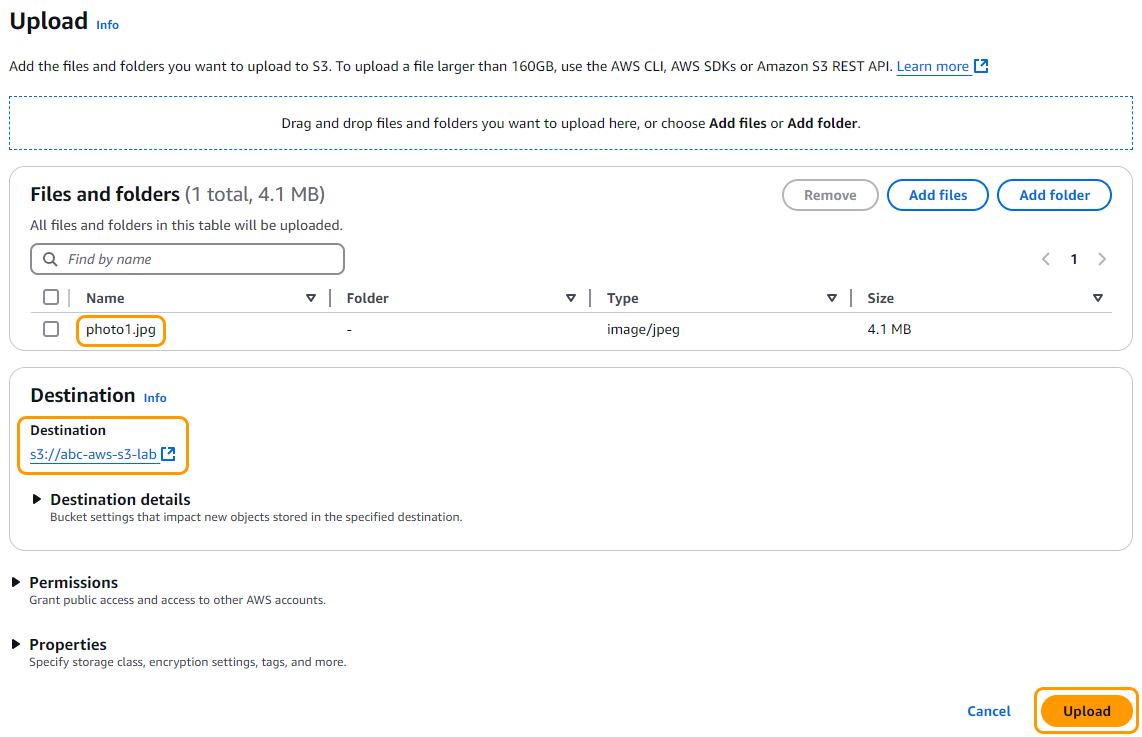 Upload Info
Add the files and folders you want to upload to S3. To upload a file larger than 160GB, use the AWS CLI, AWS SDKs or Amazon S3 REST API. Learn more
Drag and drop files and folders you want to upload here, or choose Add files or Add folder.
Files and folders (1 total, 4.1 MB) Remove Add files Add folder
All files and folders in this table will be uploaded.
Find by name 1
Name Folder Type Size
photo1.jpg - image/jpeg 4.1 MB
Destination Info
Destination
s3://abc-aws-s3-lab
Destination details
Bucket settings that impact new objects stored in the specified destination.
Permissions
Grant public access and access to other AWS accounts.
Properties
Specify storage class, encryption settings, tags, and more.
Cancel Upload